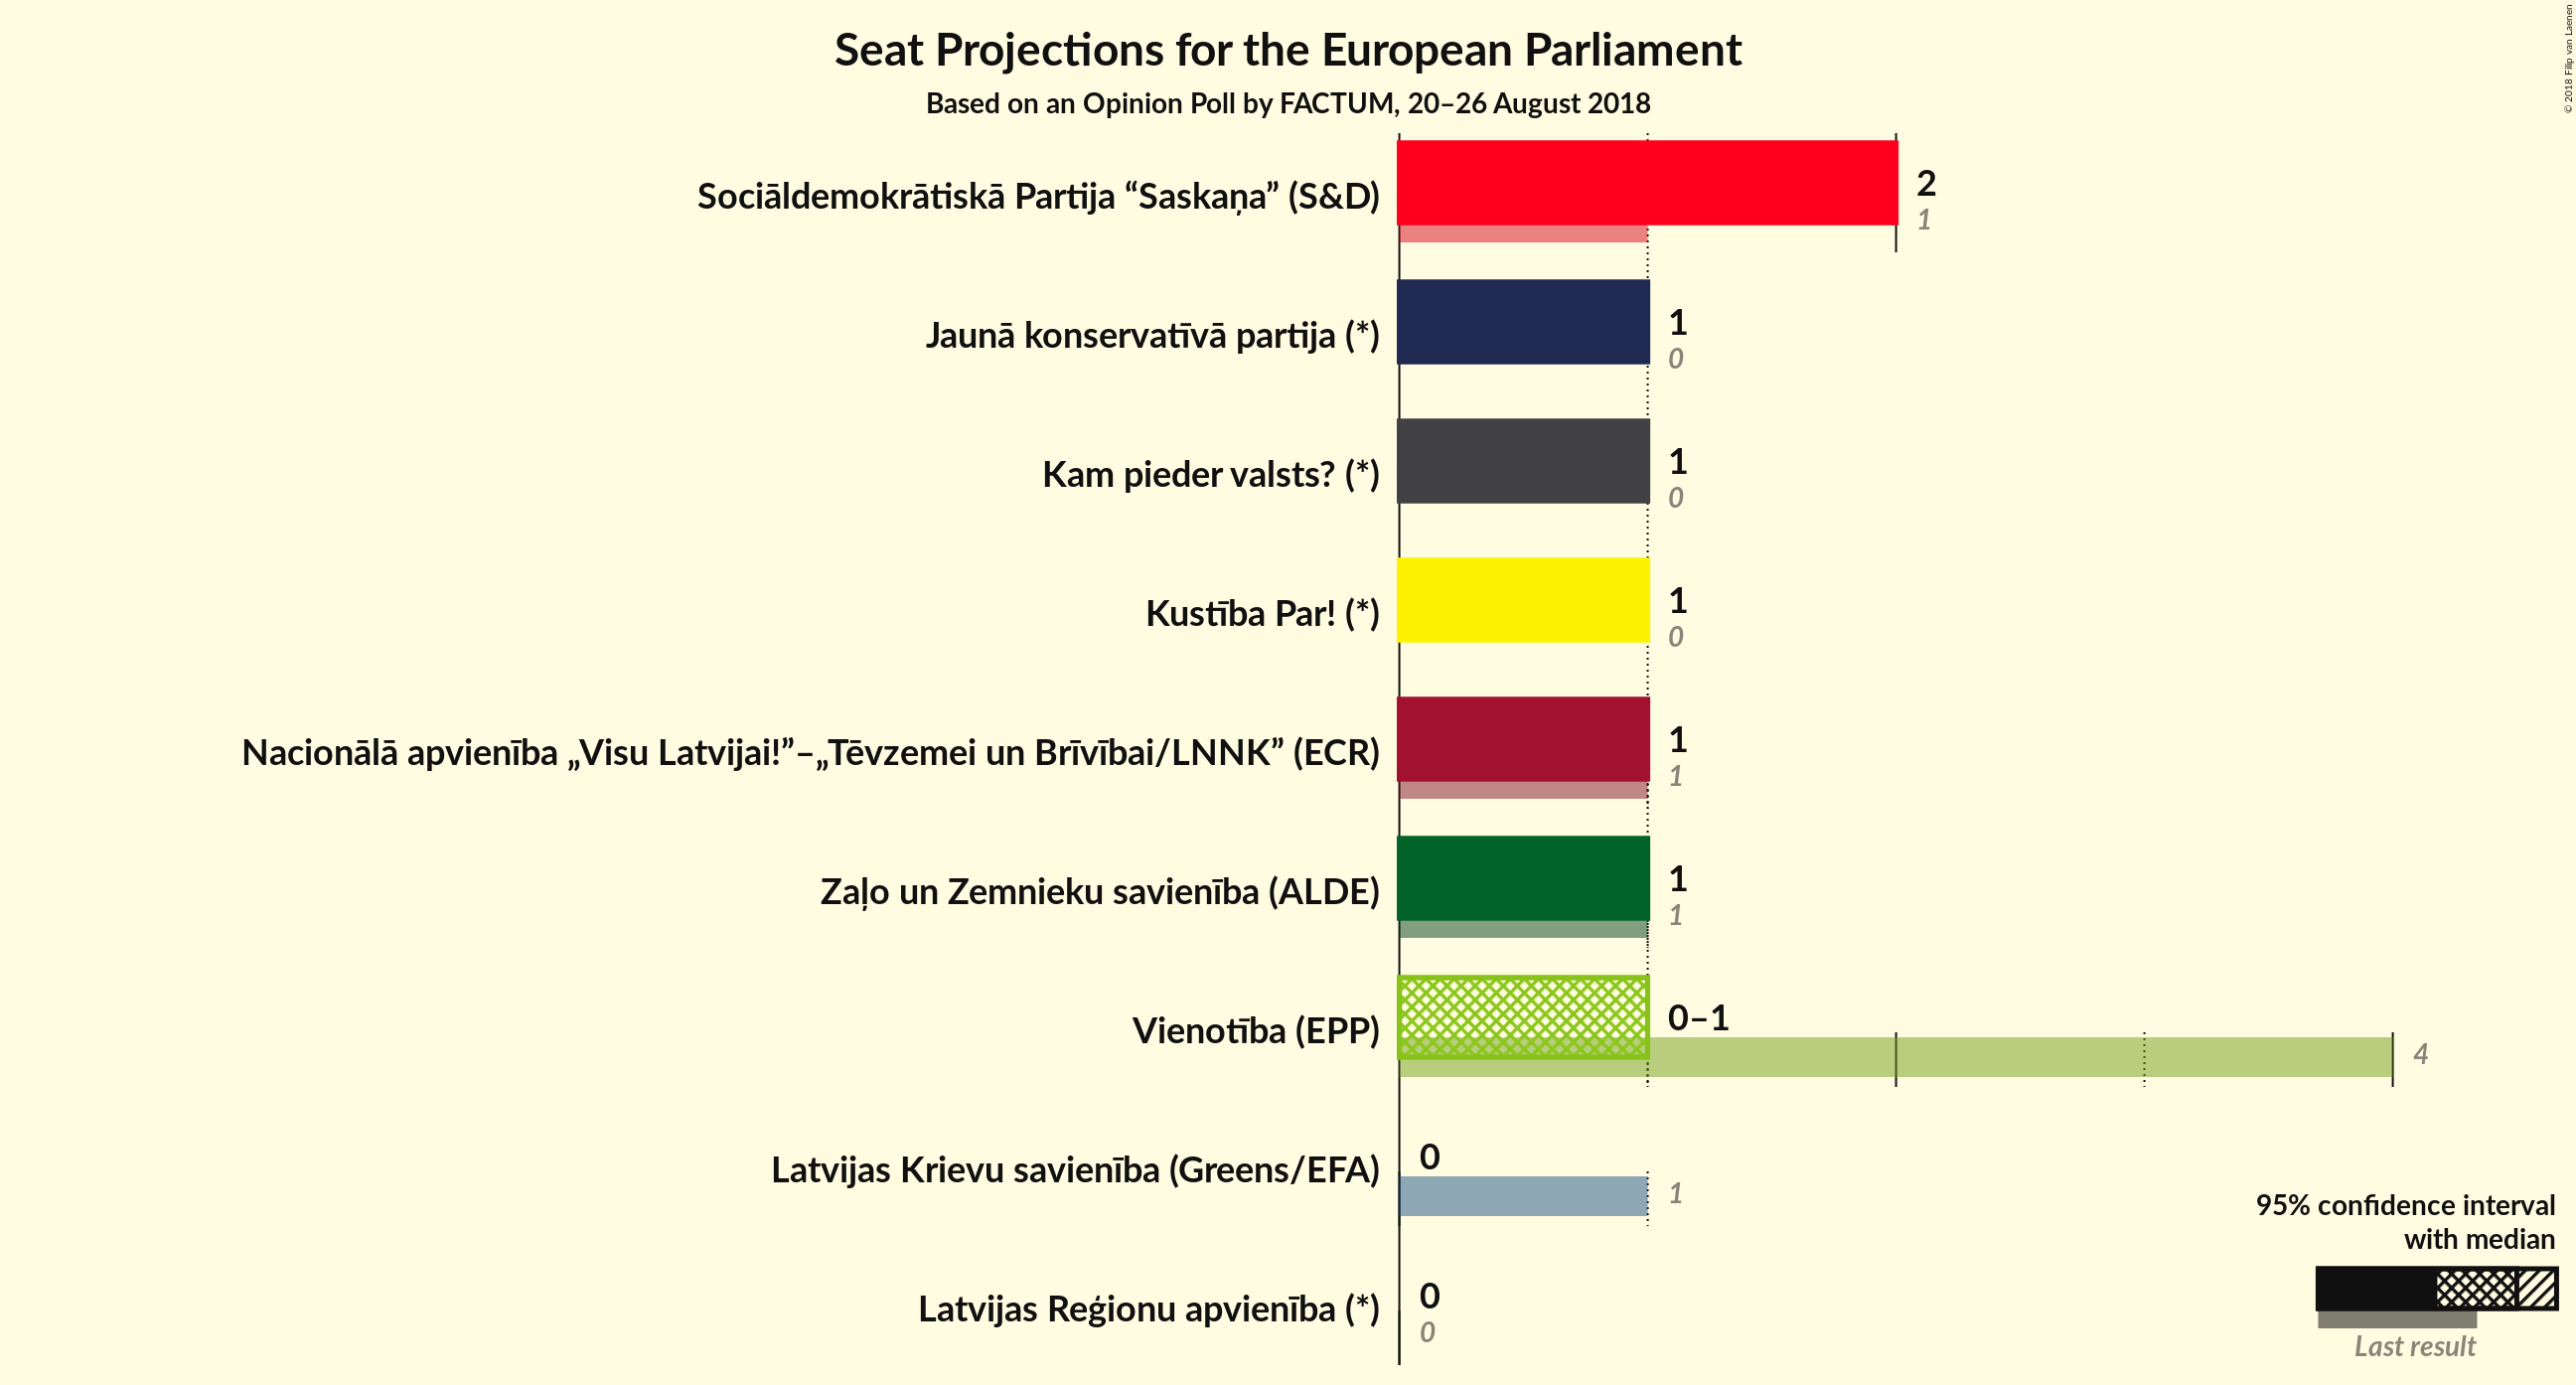 Seat Projections for the European Parliament
Based on an Opinion Poll by FACTUM, 20–26 August 2018
© 2018 Filip van Laenen
Sociāldemokrātiskā Partija “Saskaņa” (S&D)
2
1
Jaunā konservatīvā partija (*)
1
0
Kam pieder valsts? (*)
1
0
Kustība Par! (*)
1
0
Nacionālā apvienība „Visu Latvijai!”–„Tēvzemei un Brīvībai/LNNK” (ECR)
1
1
Zaļo un Zemnieku savienība (ALDE)
1
1
Vienotība (EPP)
0–1
4
Latvijas Krievu savienība (Greens/EFA)
0
1
Latvijas Reģionu apvienība (*)
0
0
95% confidence interval
with median
Last result